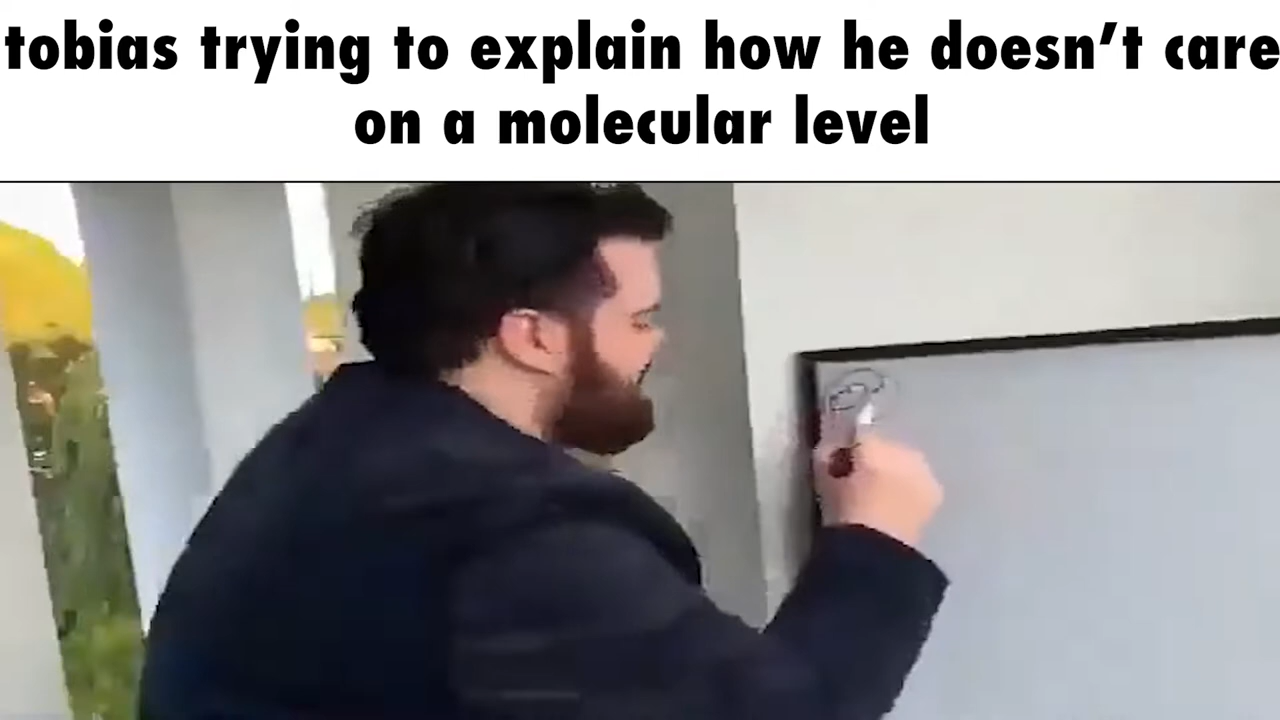 tobias trying to explain how he doesn’t care
on a molecular level